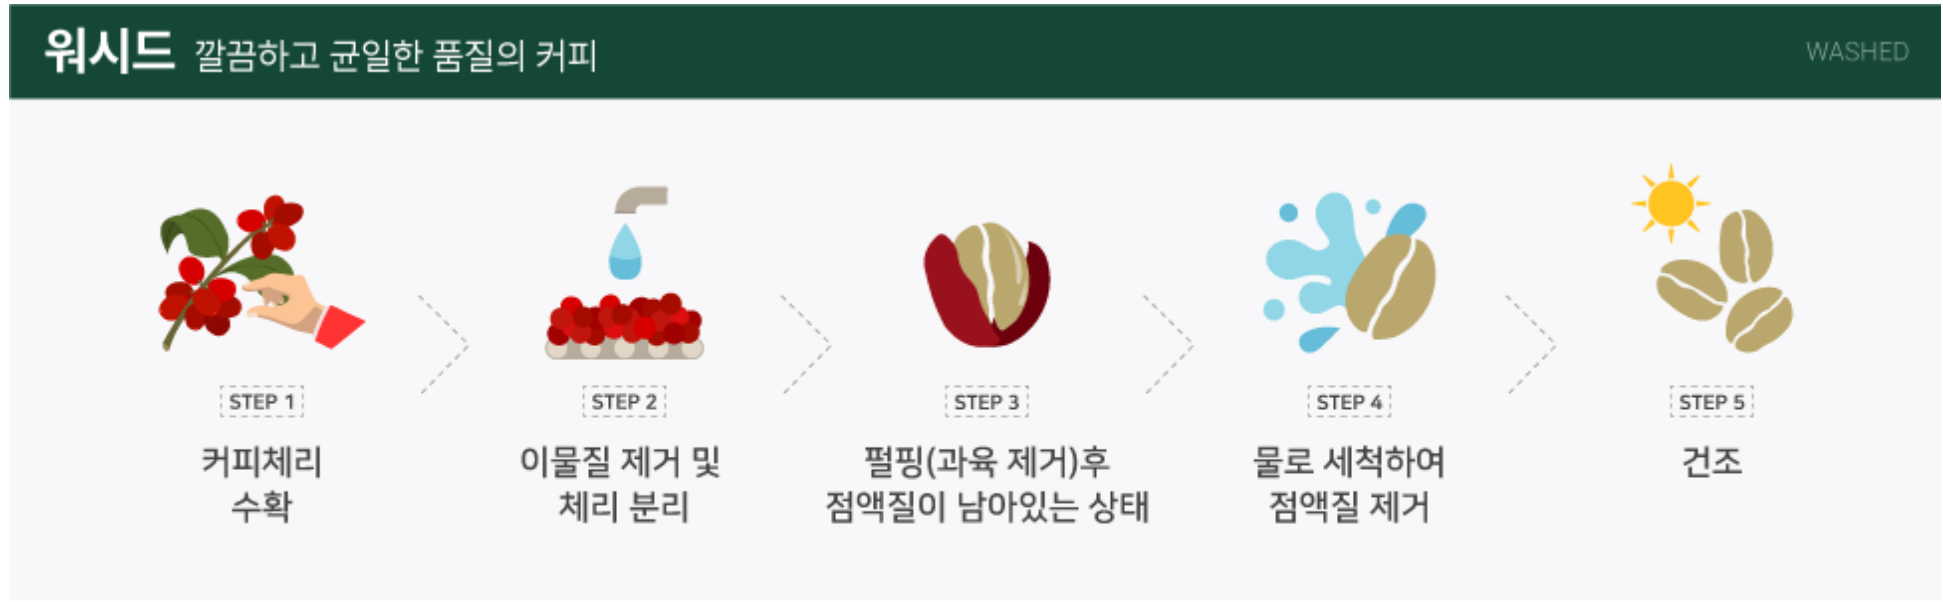 워시드 깔끔하고 균일한 품질의 커피
WASHED
STEP 1
커피체리
수확
STEP 2
이물질 제거 및
체리 분리
STEP 3
펄핑(과육 제거)후
점액질이 남아있는 상태
STEP 4
물로 세척하여
점액질 제거
STEP 5
건조